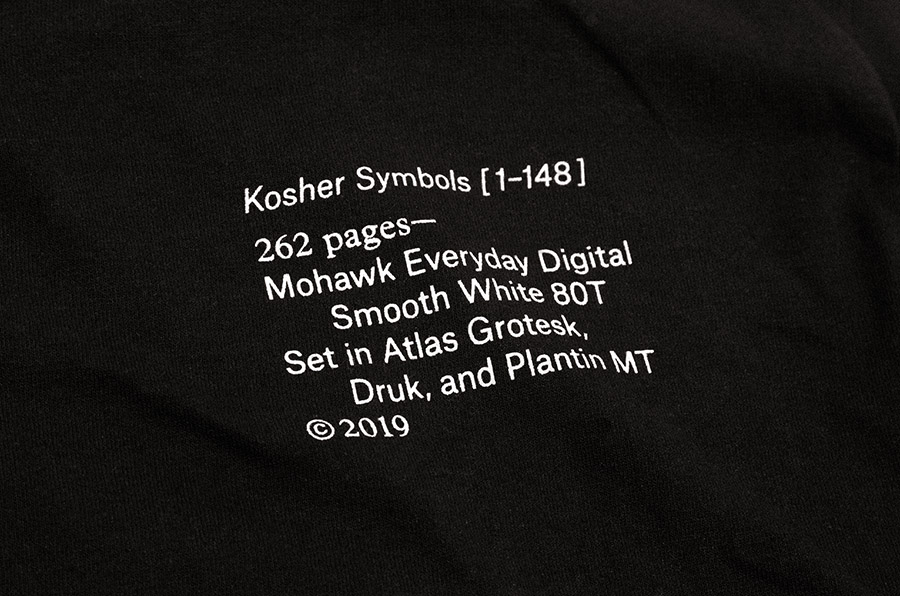 Kosher Symbols [1–148]
262 pages—
Mohawk Everyday Digital
Smooth White 80T
Set in Atlas Grotesk,
Druk, and Plantin MT
©2019